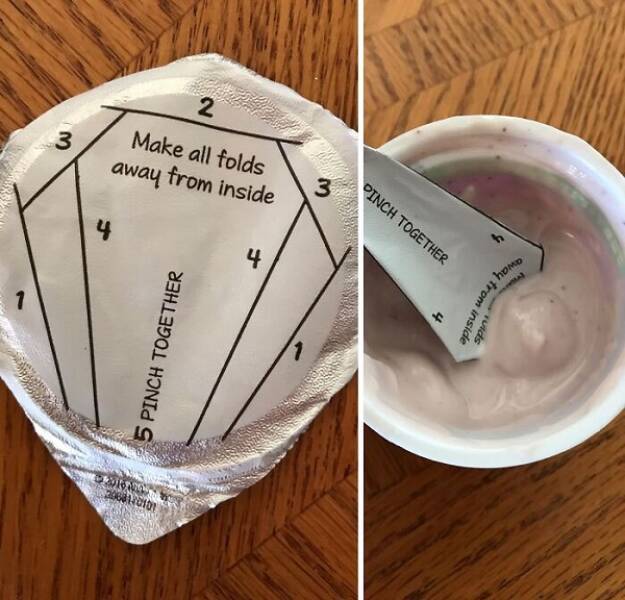 2
3
Make all folds
away from inside
3
4
4
1
1
5 PINCH TOGETHER
PINCH TOGETHER
4
4
away from inside